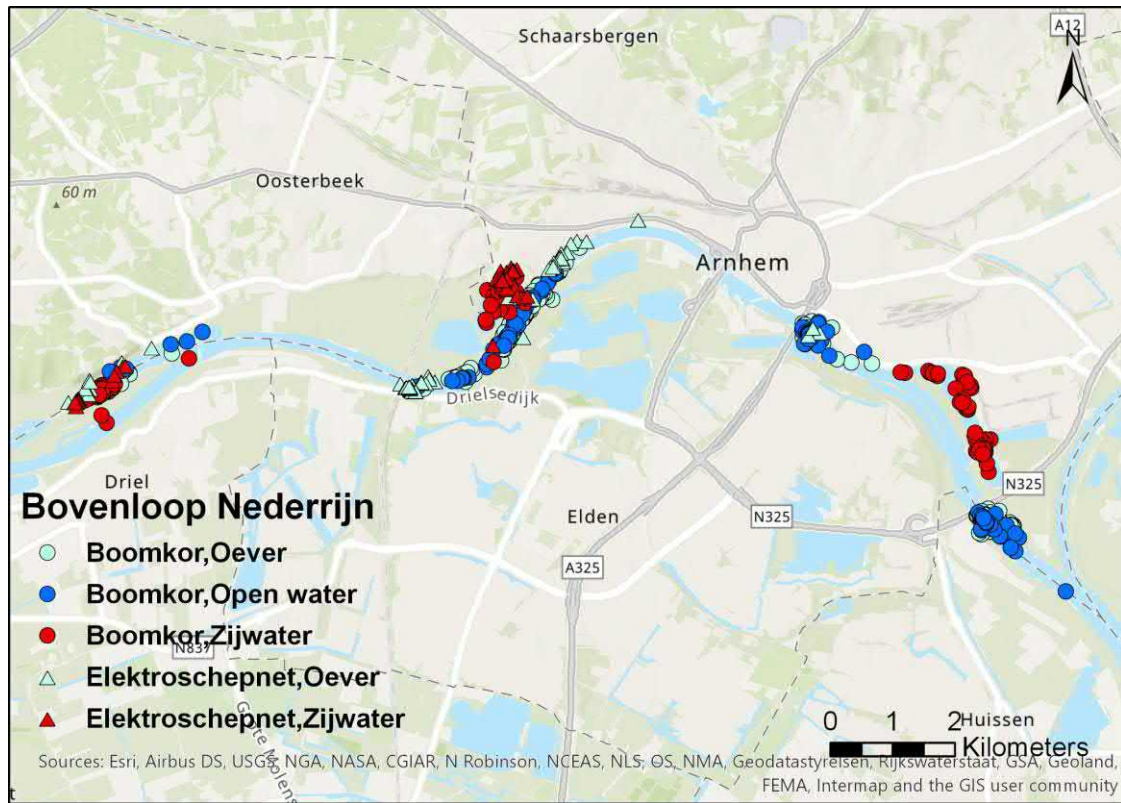 Schaarsbergen
A12
N
Oosterbeek
60 m
Arnhem
Drielsedijk
Driel
N325
Bovenloop Nederrijn
Elden
N325
Boomkor,Oever
A325
Boomkor,Open water
Boomkor,Zijwater
N837
Elektroschepnet,Oever
Elektroschepnet,Zijwater
0 1 2
Huissen
Kilometers
Sources: Esri, Airbus DS, USGS, NGA, NASA, CGIAR, N Robinson, NCEAS, NLS, OS, NMA, Geodatastyrelsen, Rijkswaterstaat, GSA, Geoland,
FEMA, Intermap and the GIS user community
t